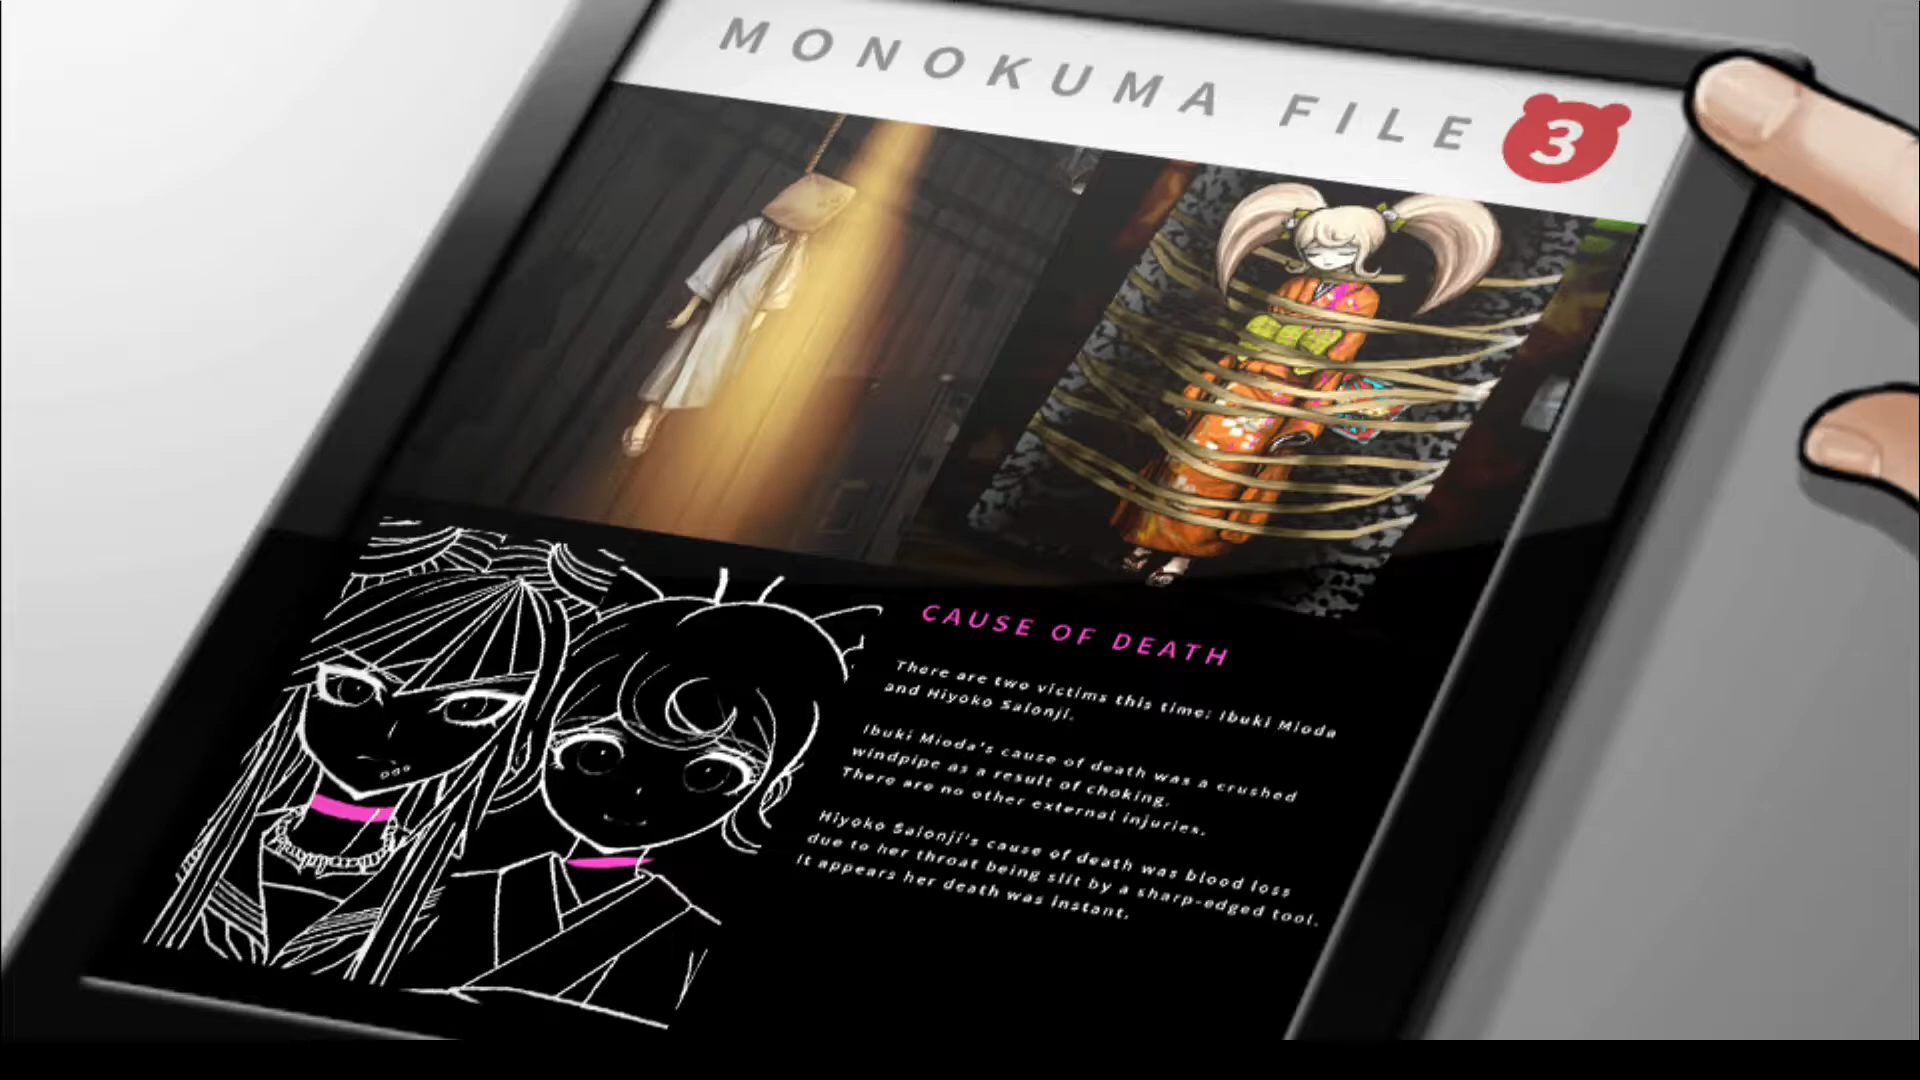 MONOKUMA FILE 3
CAUSE OF DEATH
There are two victims this time; Ibuki Mioda
and Hiyoko Saionji.
Ibuki Mioda's cause of death was a crushed
windpipe as a result of choking.
There are no other external injuries.
Hiyoko Saionji's cause of death was blood loss
due to her throat being slit by a sharp-edged tool.
It appears her death was instant.